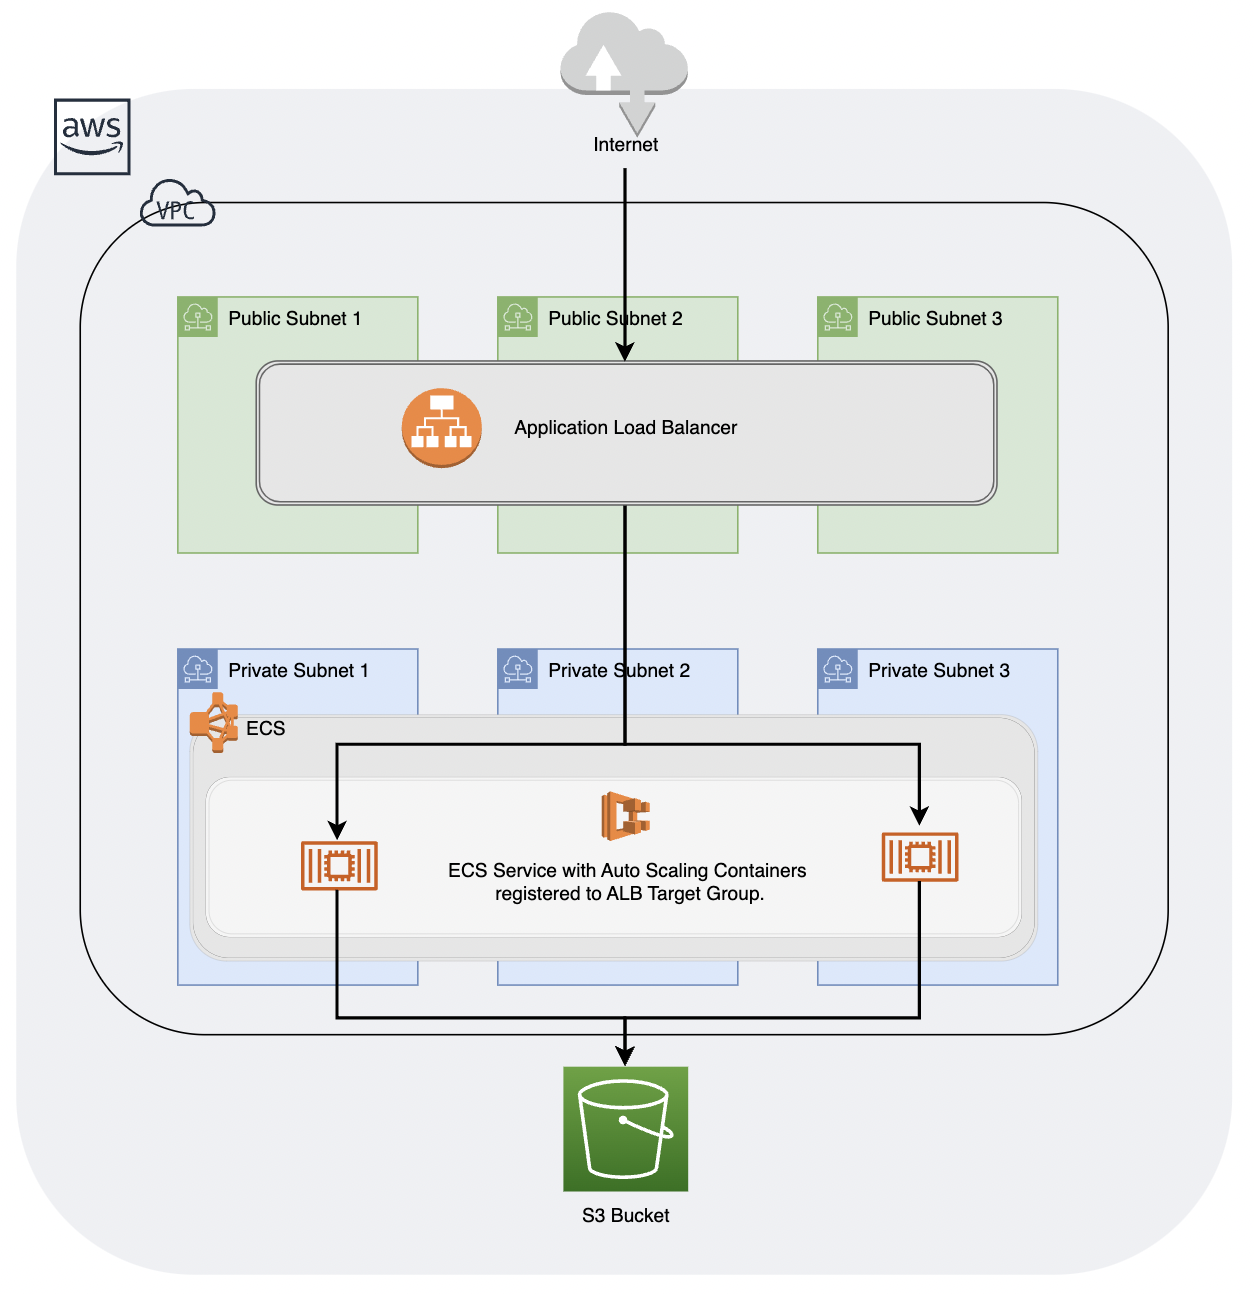 Internet
aws
VPC
Public Subnet 1
Public Subnet 2
Public Subnet 3
Application Load Balancer
Private Subnet 1
Private Subnet 2
Private Subnet 3
ECS
ECS Service with Auto Scaling Containers
registered to ALB Target Group.
S3 Bucket